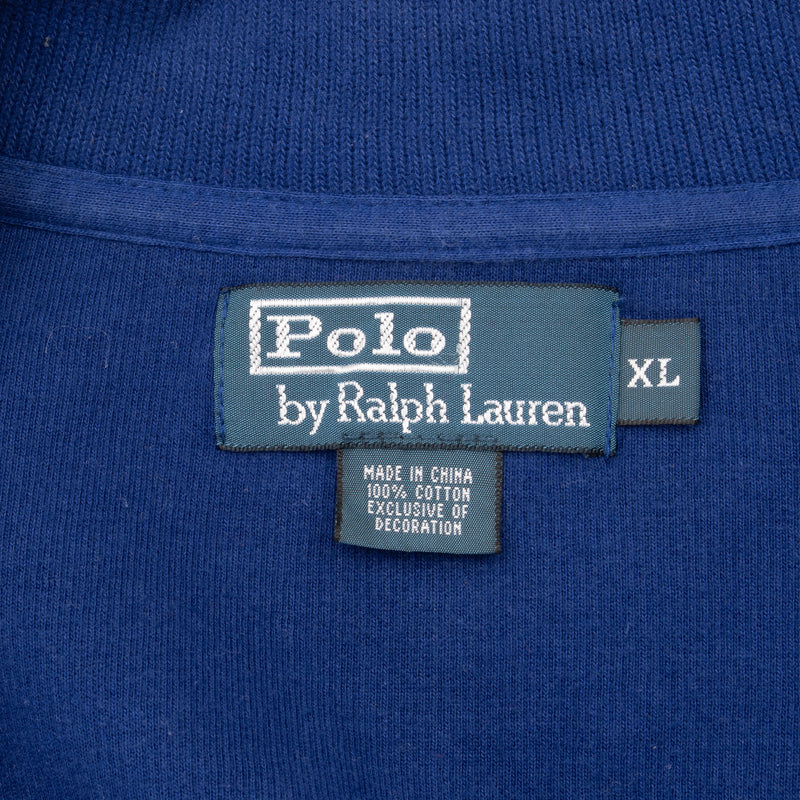 Polo
by Ralph Lauren
XL
MADE IN CHINA
100% COTTON
EXCLUSIVE OF
DECORATION